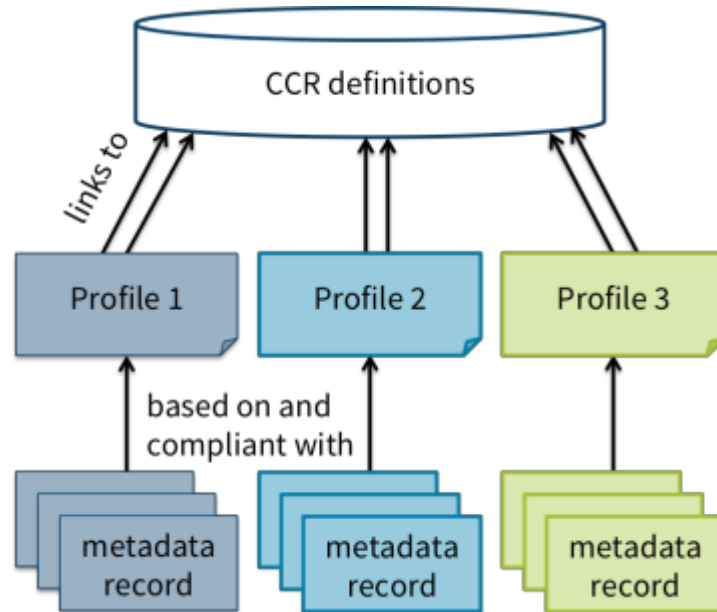 CCR definitions
links to
Profile 1
Profile 2
Profile 3
based on and
compliant with
metadata
record
metadata
record
metadata
record